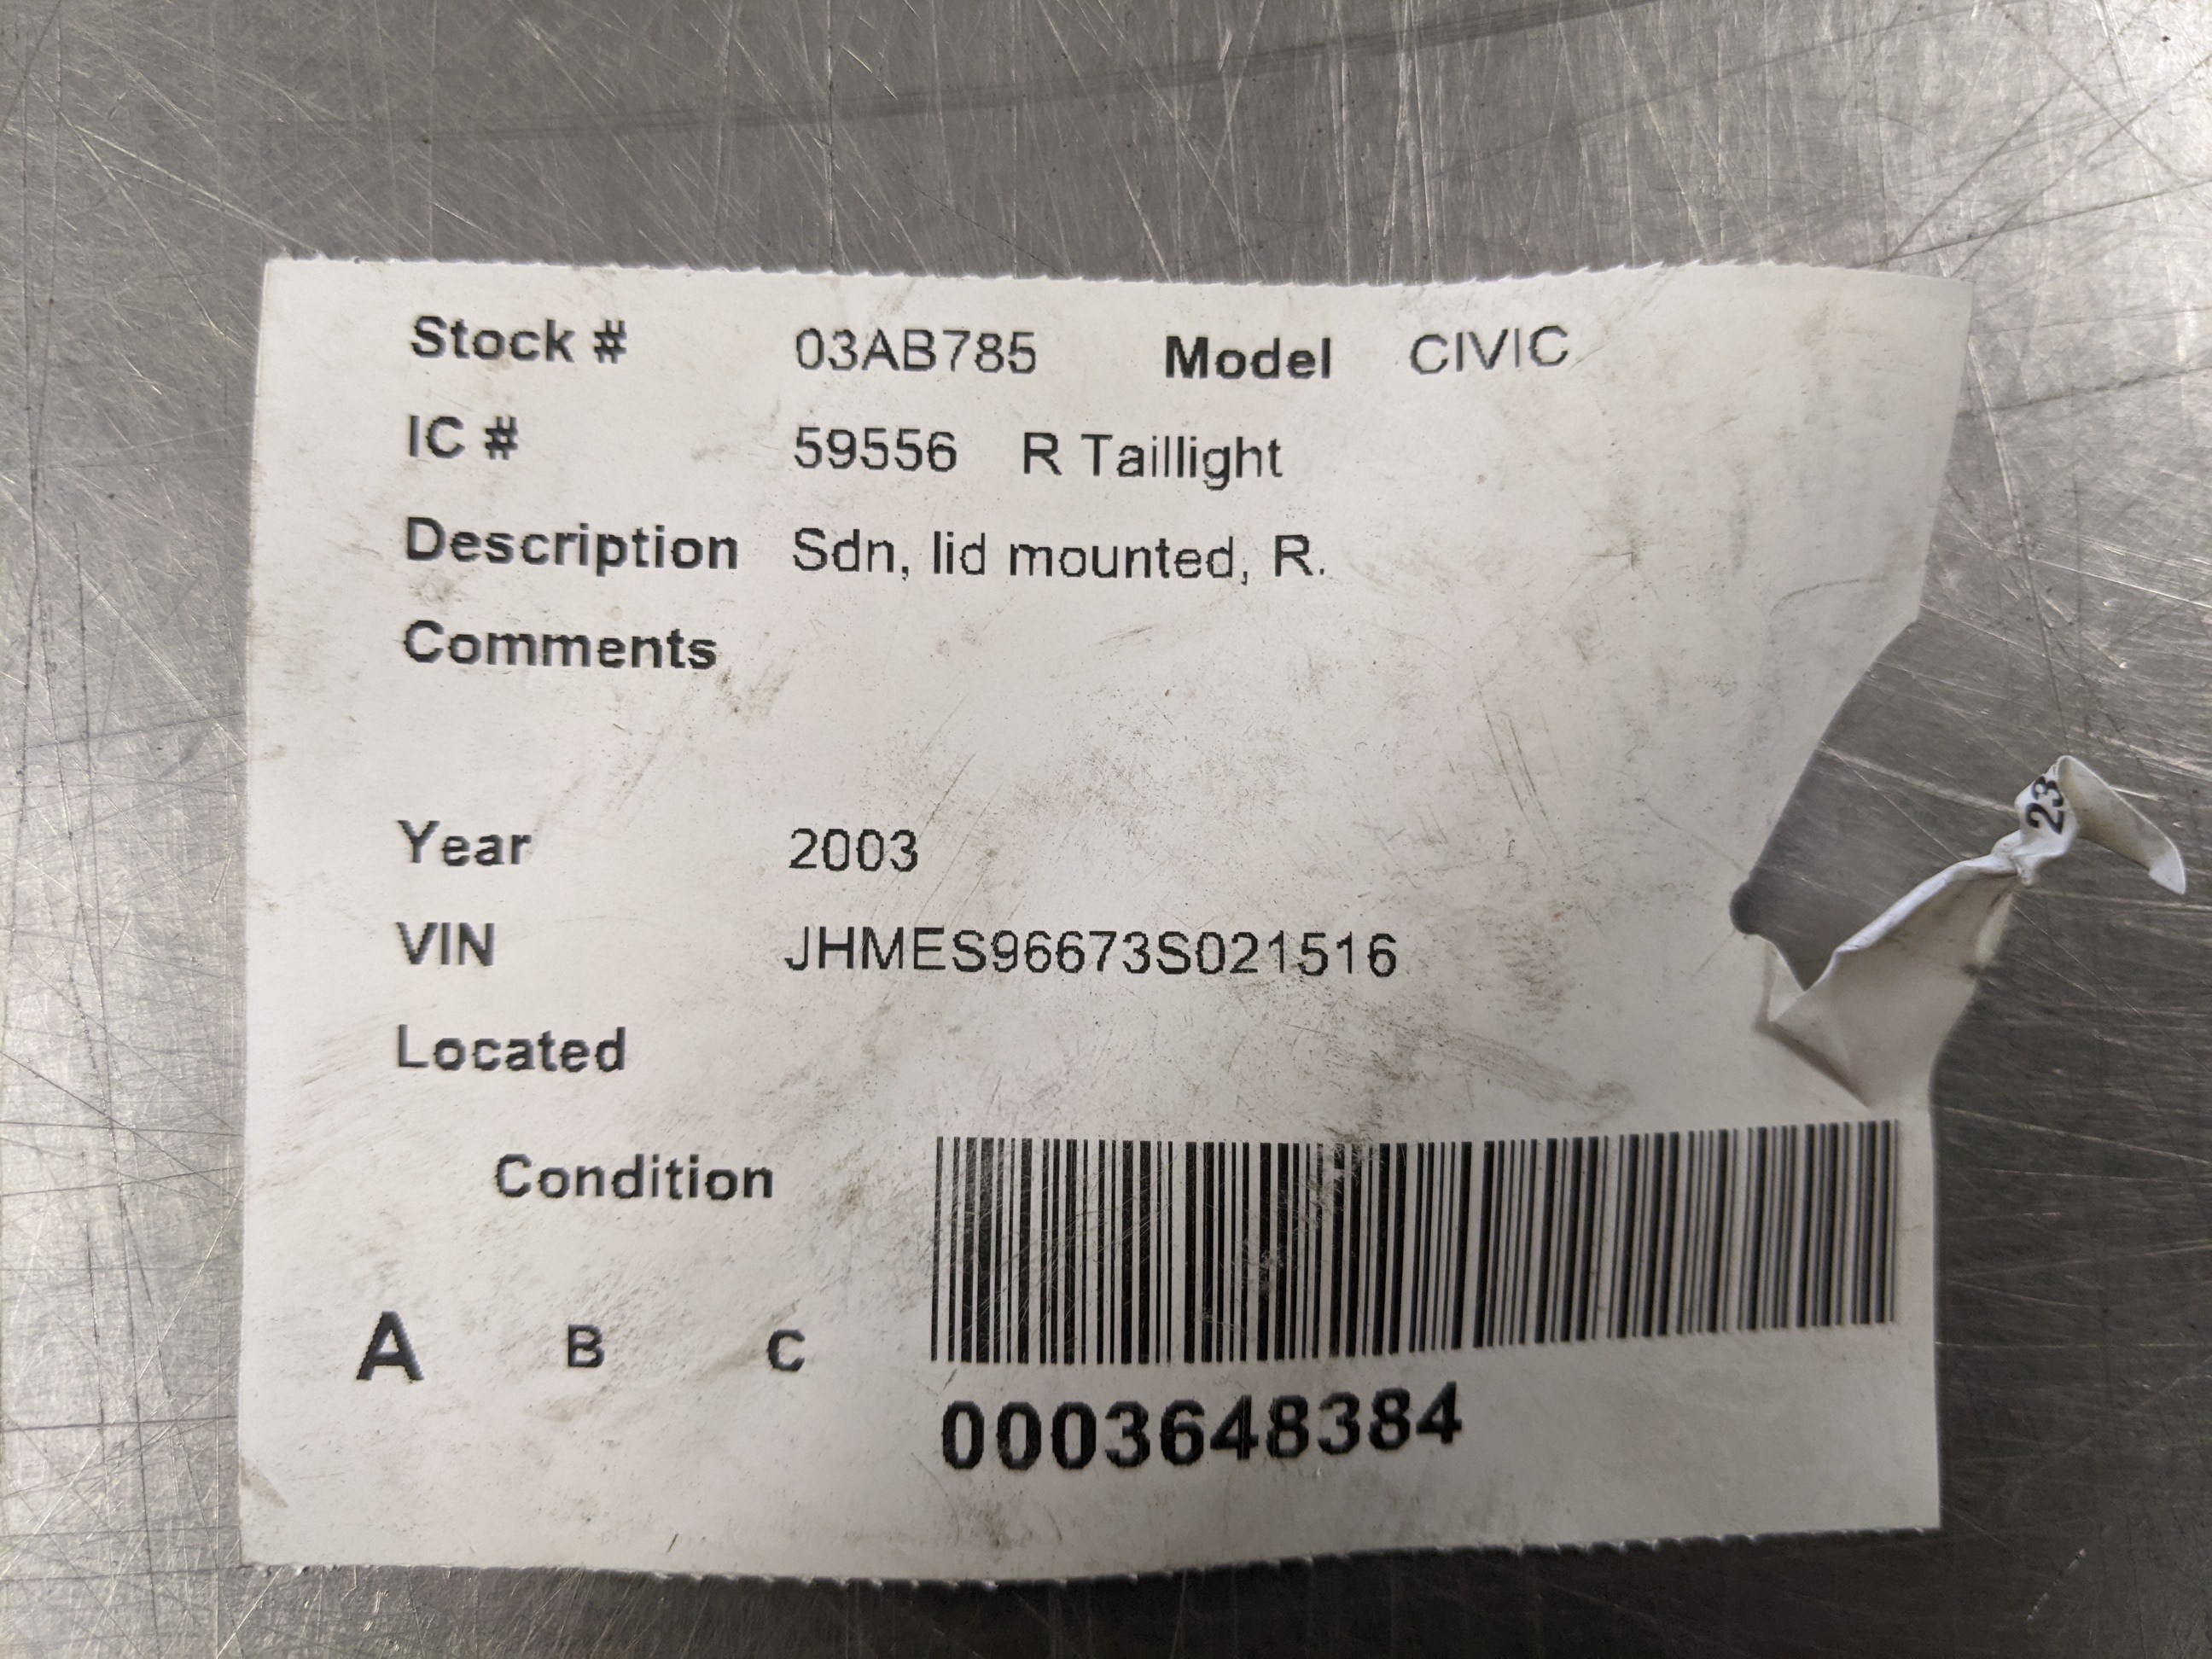 Stock # 03AB785 Model CIVIC
IC # 59556 R Taillight
Description Sdn, lid mounted, R.
Comments
23
Year 2003
VIN JHMES96673S021516
Located
Condition
A B C
0003648384